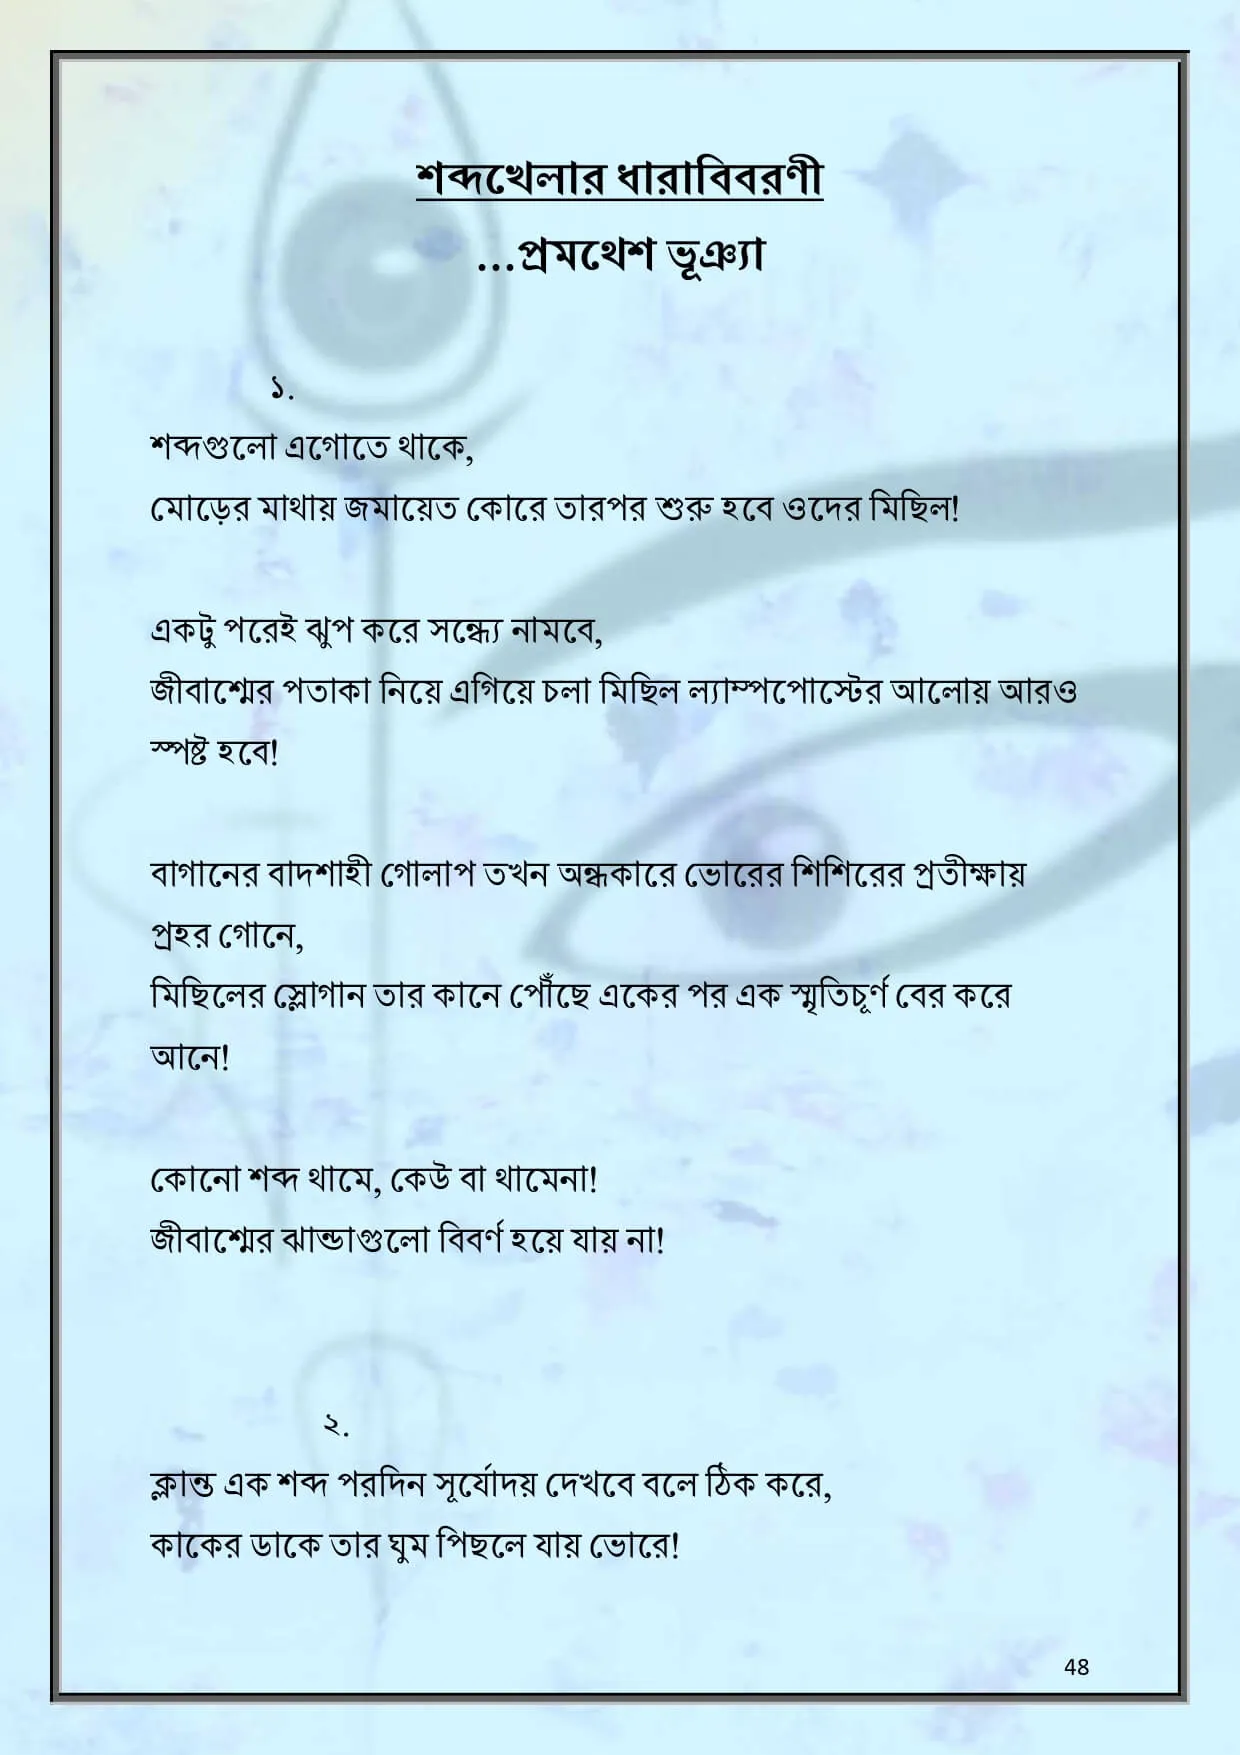 শব্দখেলার ধারাবিবরণী
...প্রমথেশ ভূঞ্যা
১.
শব্দগুলো এগোতে থাকে,
মোড়ের মাথায় জমায়েত কোরে তারপর শুরু হবে ওদের মিছিল!
একটু পরেই ঝুপ করে সন্ধ্যে নামবে,
জীবাশ্মের পতাকা নিয়ে এগিয়ে চলা মিছিল ল্যাম্পপোস্টের আলোয় আরও
স্পষ্ট হবে!
বাগানের বাদশাহী গোলাপ তখন অন্ধকারে ভোরের শিশিরের প্রতীক্ষায়
প্রহর গোনে,
মিছিলের স্লোগান তার কানে পৌঁছে একের পর এক স্মৃতিচূর্ণ বের করে
আনে!
কোনো শব্দ থামে, কেউ বা থামেনা!
জীবাশ্মের ঝান্ডাগুলো বিবর্ণ হয়ে যায় না!
২.
ক্লান্ত এক শব্দ পরদিন সূর্যোদয় দেখবে বলে ঠিক করে,
কাকের ডাকে তার ঘুম পিছলে যায় ভোরে!
48